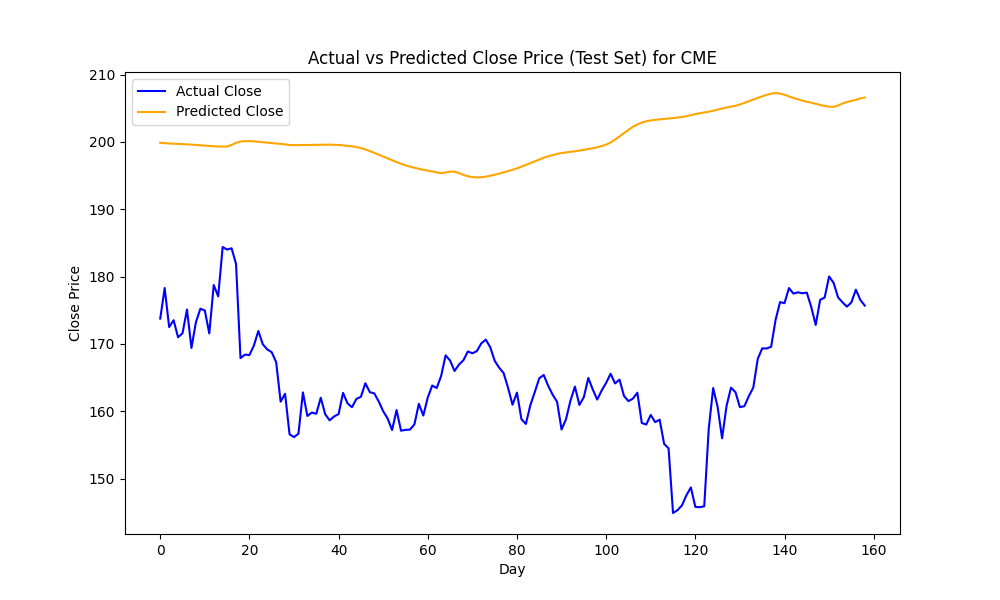 Actual vs Predicted Close Price (Test Set) for CME
Actual Close
Predicted Close
210
200
190
180
170
160
150
Close Price
0 20 40 60 80 100 120 140 160
Day